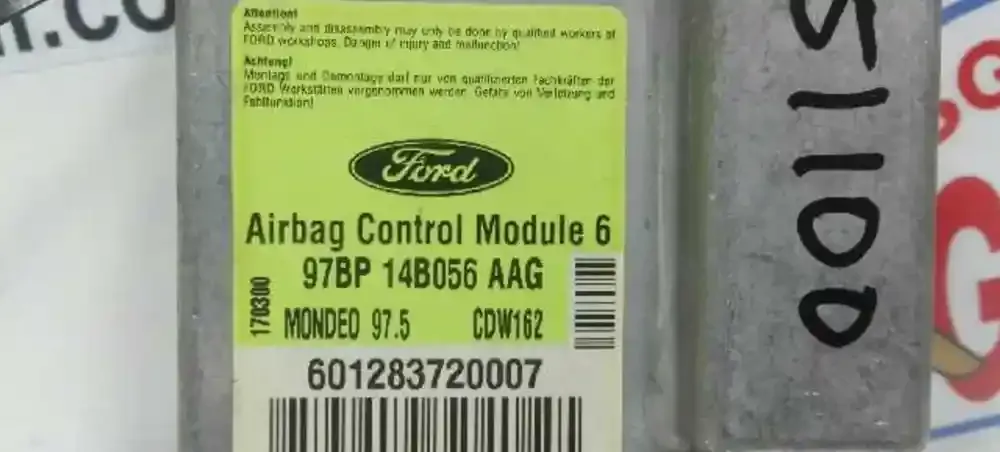 Attention!
Assembly and disassembly may only be done by qualified workers of
FORD workshops. Danger of injury and malfunction!
Achtung!
Montage und Demontage darf nur von qualifizierten Fachkräften der
FORD Werkstätten vorgenommen werden. Gefahr von Verletzung und
Fehlfunktion!
Ford
Airbag Control Module 6
97BP 14B056 AAG
170300
MONDEO 97.5 CDW162
601283720007